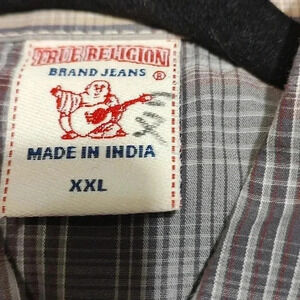 TRUE RELIGION
BRAND JEANS ®
MADE IN INDIA
XXL